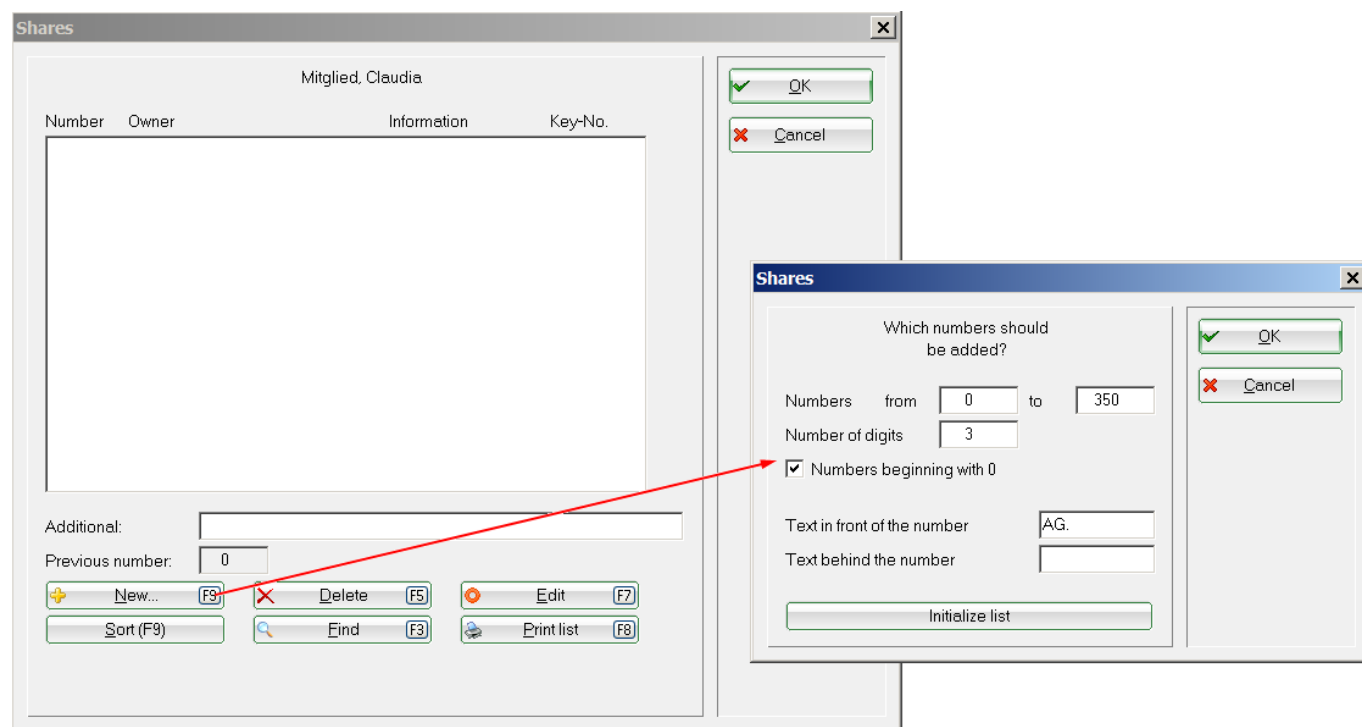 Shares
Mitglied, Claudia
Number Owner Information Key-No.
OK
Cancel
Additional:
Previous number: 0
New... F9 Delete F5 Edit F7
Sort (F9) Find F3 Print list F8
Shares
Which numbers should
be added?
Numbers from 0 to 350
Number of digits 3
Numbers beginning with 0
Text in front of the number AG.
Text behind the number
Initialize list
OK
Cancel